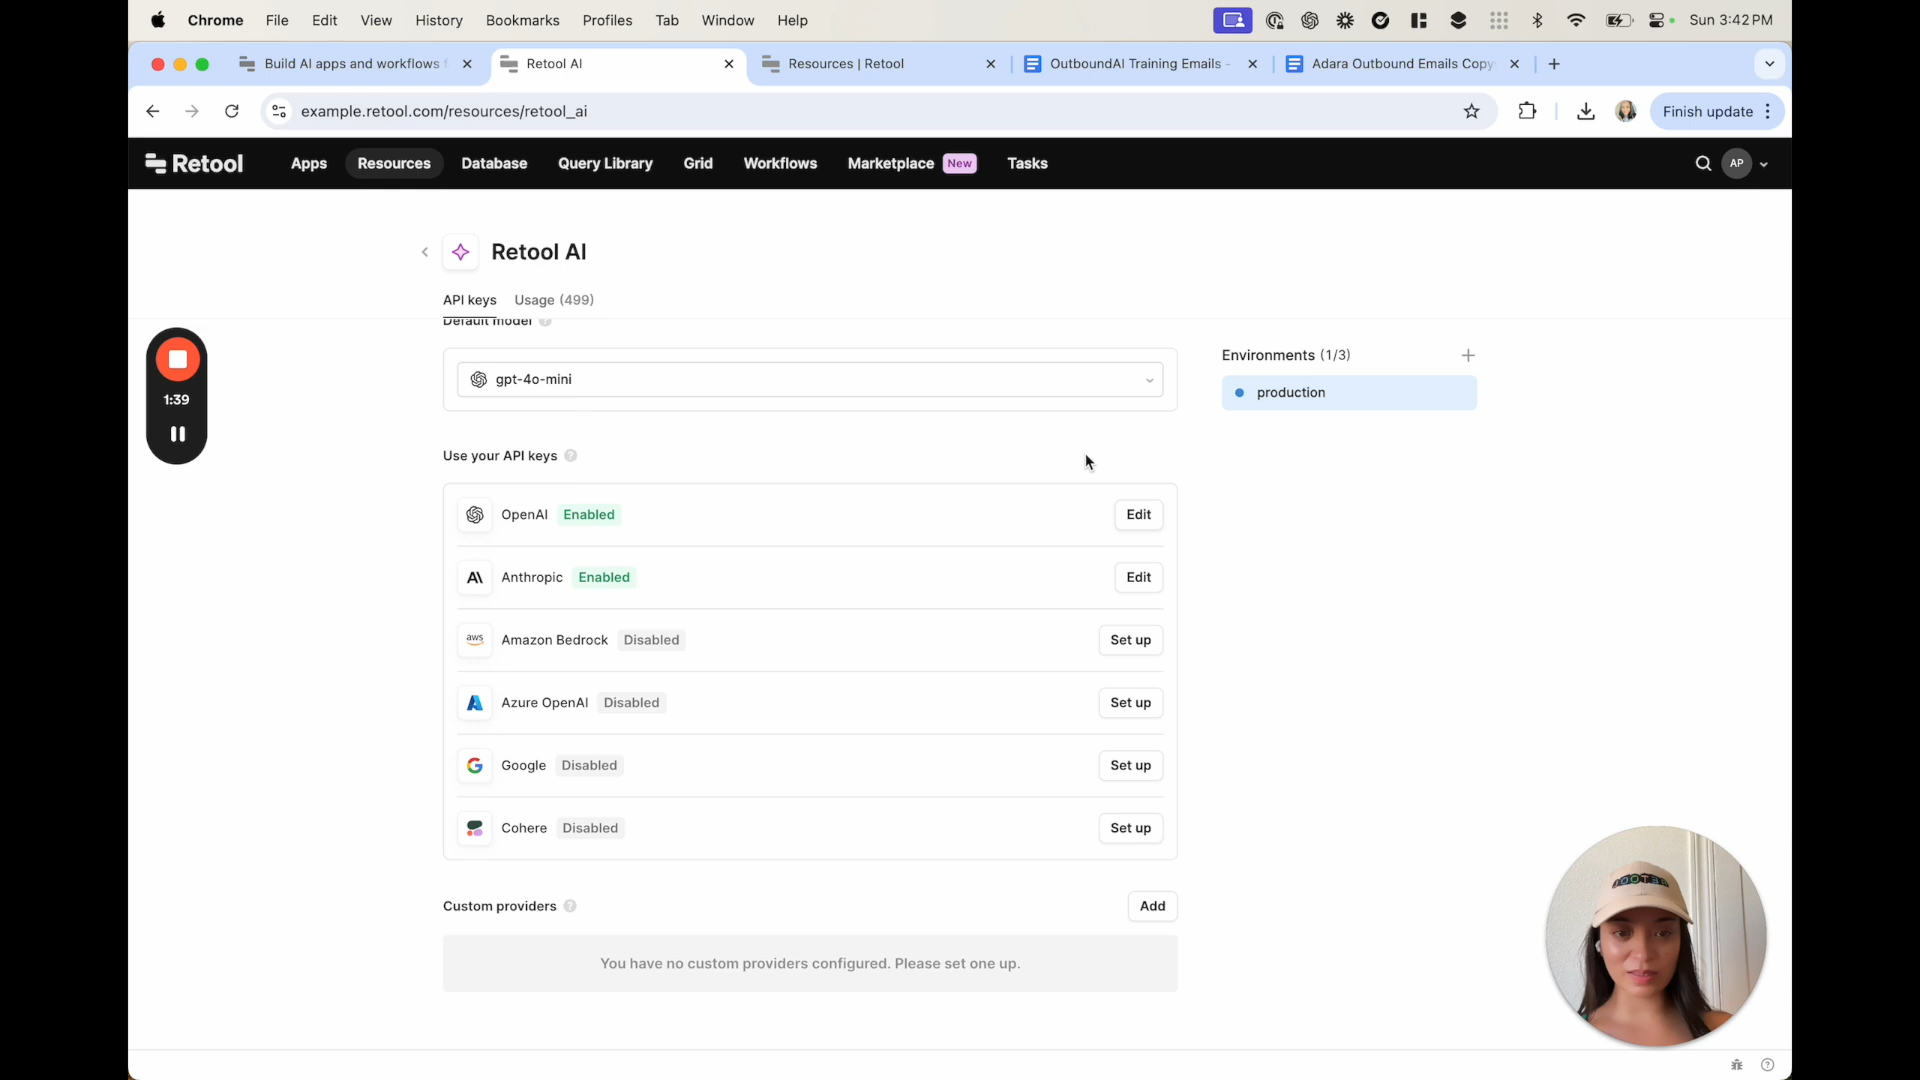 Chrome File Edit View History Bookmarks Profiles Tab Window Help Sun 3:42 PM
Build AI apps and workflows Retool AI Resources | Retool OutboundAI Training Emails - Adara Outbound Emails Copy
example.retool.com/resources/retool_ai Finish update
Retool Apps Resources Database Query Library Grid Workflows Marketplace New Tasks AP
Retool AI
API keys Usage (499)
Default model
gpt-4o-mini
Environments (1/3)
production
1:39
Use your API keys
OpenAI Enabled Edit
Anthropic Enabled Edit
aws Amazon Bedrock Disabled Set up
Azure OpenAI Disabled Set up
Google Disabled Set up
Cohere Disabled Set up
Custom providers Add
You have no custom providers configured. Please set one up.